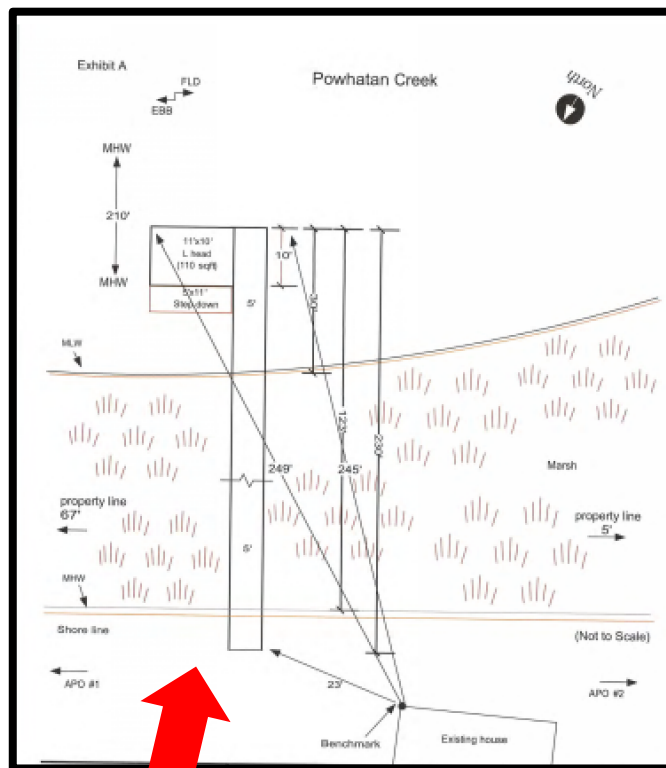 Exhibit A
Powhatan Creek
North
FLD
EBB
MHW
210'
MHW
11'x10'
L head
(110 sqft)
5'x11'
Step down
5'
10'
30'
123'
230'
MLW
249'
245'
Marsh
property line
67'
property line
5'
5'
MHW
Shore line
(Not to Scale)
APO #1
APO #2
23'
Benchmark
Existing house